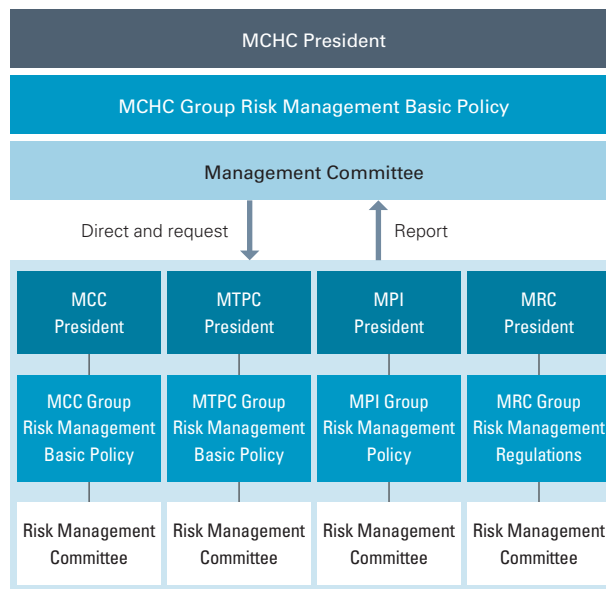 MCHC President
MCHC Group Risk Management Basic Policy
Management Committee
Direct and request
Report
MCC
President
MTPC
President
MPI
President
MRC
President
MCC Group
Risk Management
Basic Policy
MTPC Group
Risk Management
Basic Policy
MPI Group
Risk Management
Policy
MRC Group
Risk Management
Regulations
Risk Management
Committee
Risk Management
Committee
Risk Management
Committee
Risk Management
Committee